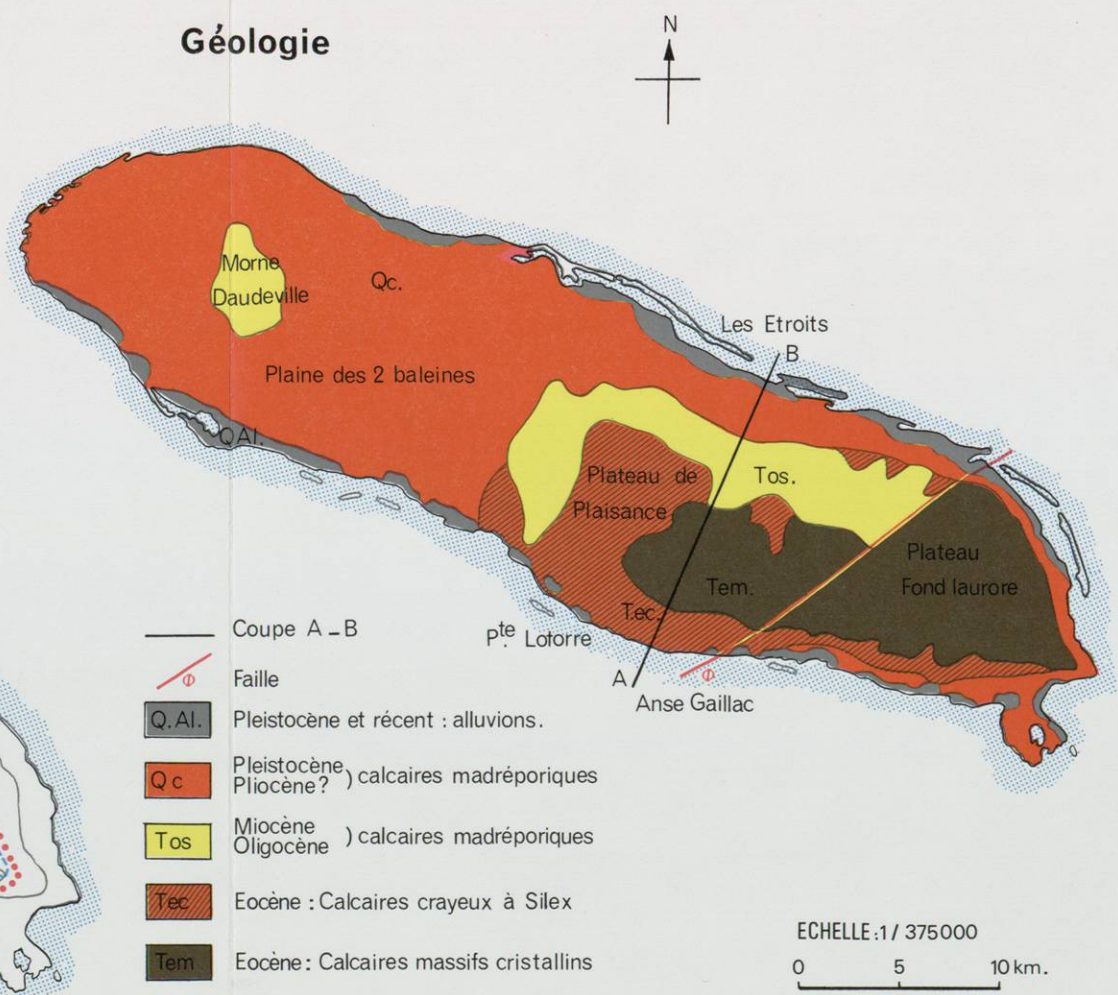 Géologie
N
Morne
Daudeville
Qc.
Les Etroits
B
Plaine des 2 baleines
Q.Al.
Plateau de
Plaisance
Tos.
Plateau
Fond laurore
Tem.
Tec.
Pte Lotorre
A
Φ
Anse Gaillac
Coupe A - B
Φ Faille
Q.Al. Pleistocène et récent : alluvions.
Qc Pleistocène
Pliocène? ) calcaires madréporiques
Tos Miocène
Oligocène ) calcaires madréporiques
Tec Eocène : Calcaires crayeux à Silex
Tem Eocène : Calcaires massifs cristallins
ECHELLE :1 / 375000
0 5 10 km.